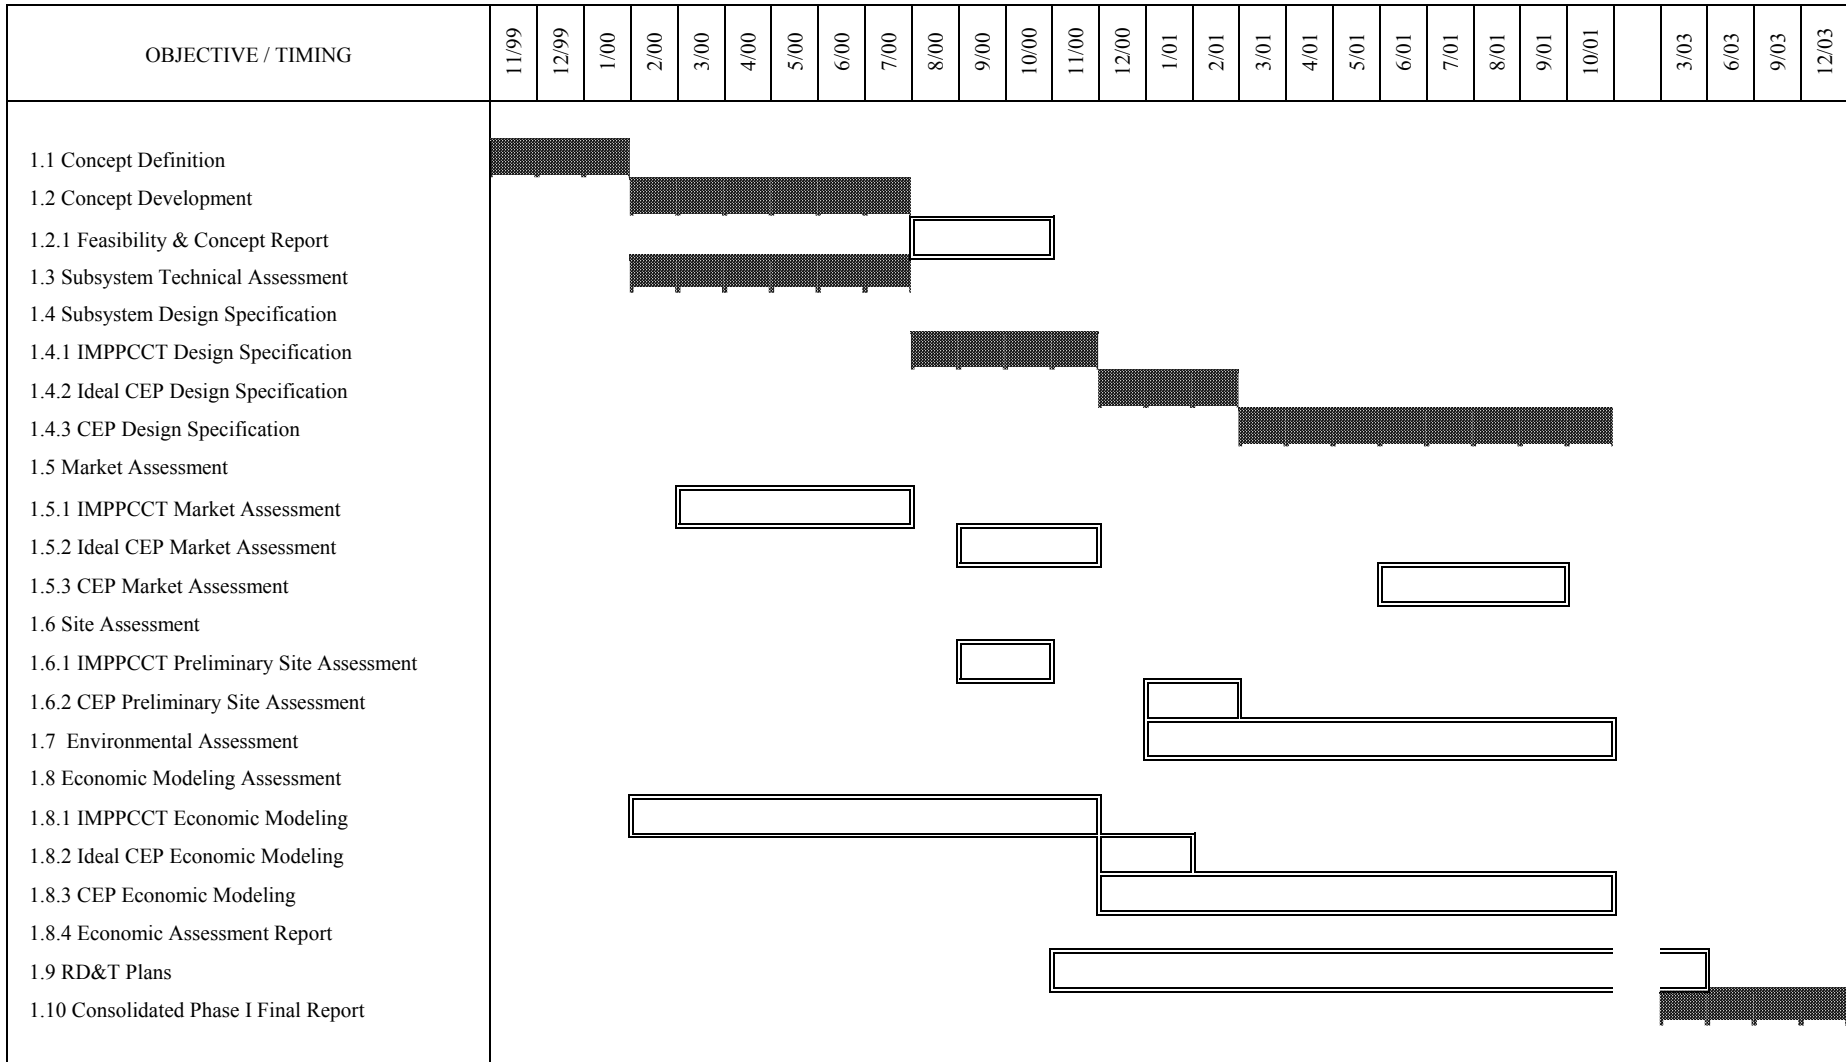 OBJECTIVE / TIMING 11/99 12/99 1/00 2/00 3/00 4/00 5/00 6/00 7/00 8/00 9/00 10/00 11/00 12/00 1/01 2/01 3/01 4/01 5/01 6/01 7/01 8/01 9/01 10/01 3/03 6/03 9/03 12/03
1.1 Concept Definition
1.2 Concept Development
1.2.1 Feasibility & Concept Report
1.3 Subsystem Technical Assessment
1.4 Subsystem Design Specification
1.4.1 IMPPCCT Design Specification
1.4.2 Ideal CEP Design Specification
1.4.3 CEP Design Specification
1.5 Market Assessment
1.5.1 IMPPCCT Market Assessment
1.5.2 Ideal CEP Market Assessment
1.5.3 CEP Market Assessment
1.6 Site Assessment
1.6.1 IMPPCCT Preliminary Site Assessment
1.6.2 CEP Preliminary Site Assessment
1.7 Environmental Assessment
1.8 Economic Modeling Assessment
1.8.1 IMPPCCT Economic Modeling
1.8.2 Ideal CEP Economic Modeling
1.8.3 CEP Economic Modeling
1.8.4 Economic Assessment Report
1.9 RD&T Plans
1.10 Consolidated Phase I Final Report